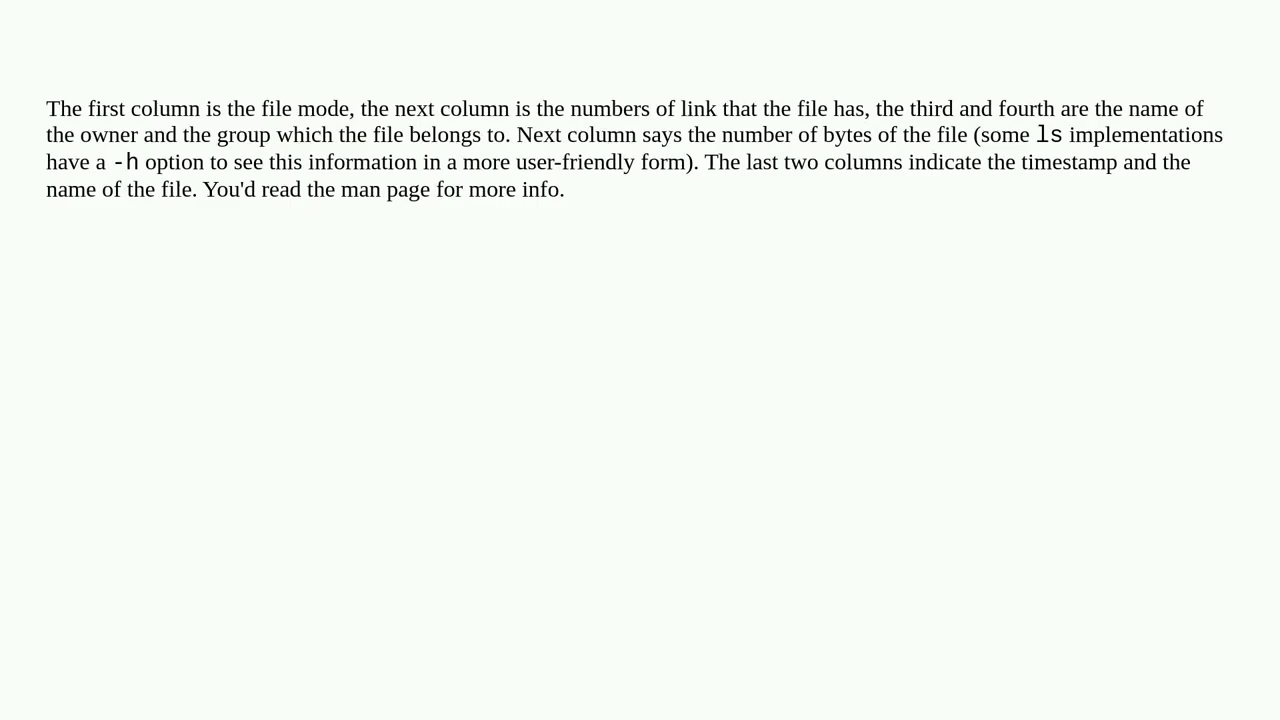 The first column is the file mode, the next column is the numbers of link that the file has, the third and fourth are the name of
the owner and the group which the file belongs to. Next column says the number of bytes of the file (some ls implementations
have a -h option to see this information in a more user-friendly form). The last two columns indicate the timestamp and the
name of the file. You'd read the man page for more info.